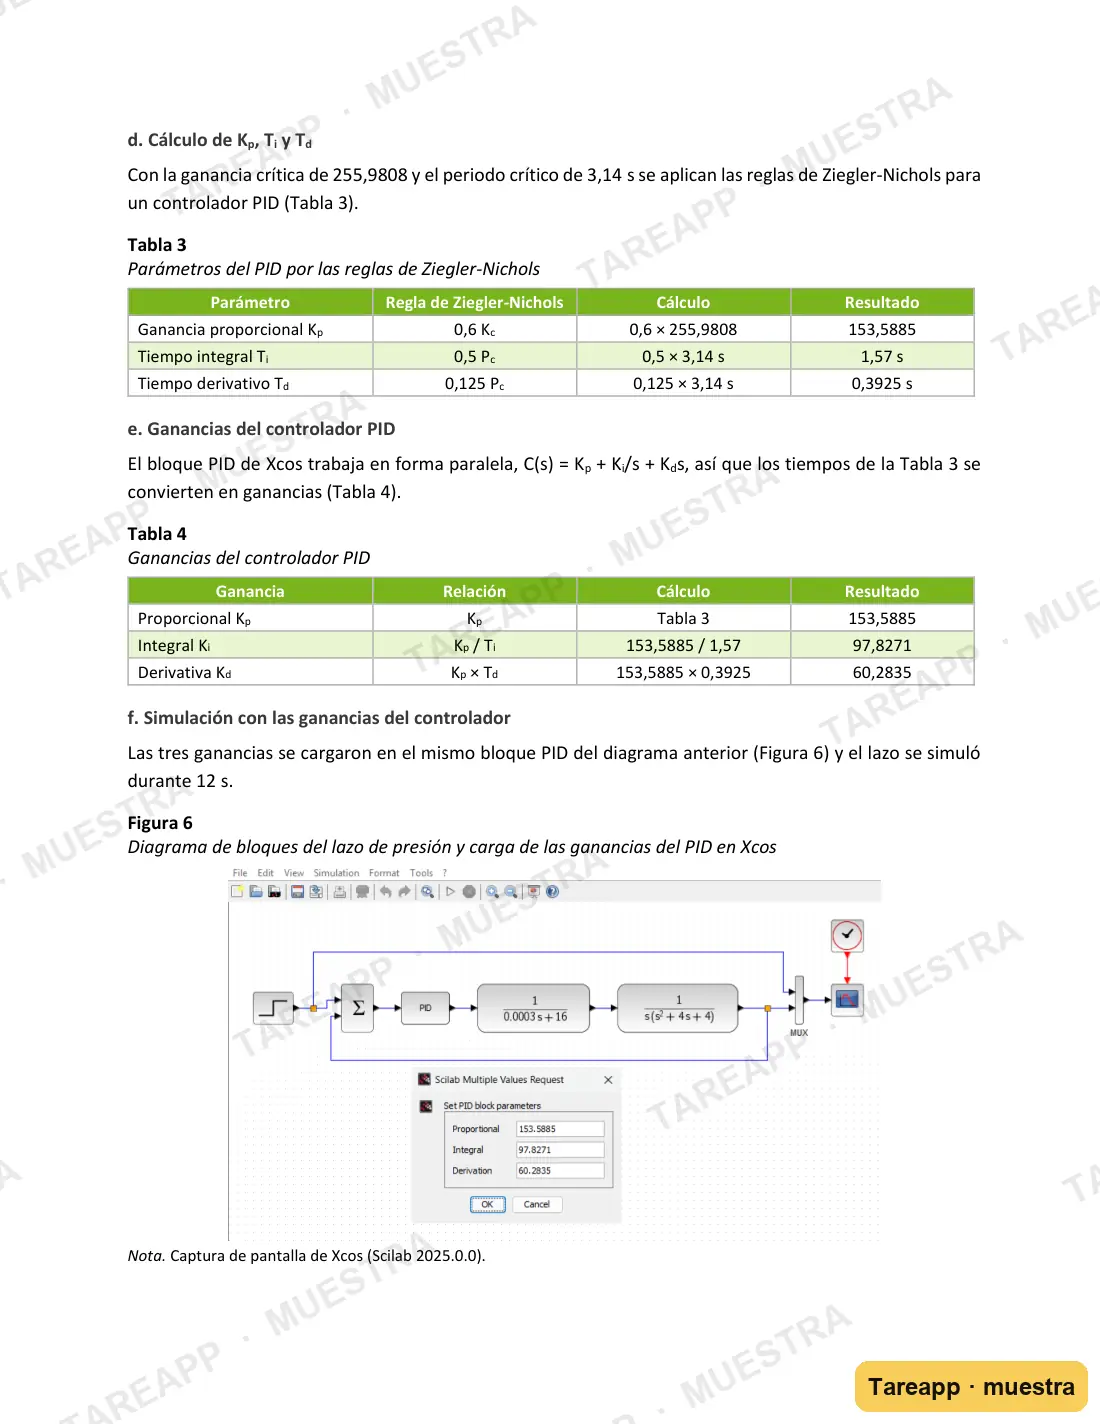 d. Cálculo de Kp, Ti y Td
Con la ganancia crítica de 255,9808 y el periodo crítico de 3,14 s se aplican las reglas de Ziegler-Nichols para
un controlador PID (Tabla 3).
Tabla 3
Parámetros del PID por las reglas de Ziegler-Nichols
Parámetro Regla de Ziegler-Nichols Cálculo Resultado
Ganancia proporcional Kp 0,6 Kc 0,6 × 255,9808 153,5885
Tiempo integral Ti 0,5 Pc 0,5 × 3,14 s 1,57 s
Tiempo derivativo Td 0,125 Pc 0,125 × 3,14 s 0,3925 s
e. Ganancias del controlador PID
El bloque PID de Xcos trabaja en forma paralela, C(s) = Kp + Ki/s + Kds, así que los tiempos de la Tabla 3 se
convierten en ganancias (Tabla 4).
Tabla 4
Ganancias del controlador PID
Ganancia Relación Cálculo Resultado
Proporcional Kp Kp Tabla 3 153,5885
Integral Ki Kp / Ti 153,5885 / 1,57 97,8271
Derivativa Kd Kp × Td 153,5885 × 0,3925 60,2835
f. Simulación con las ganancias del controlador
Las tres ganancias se cargaron en el mismo bloque PID del diagrama anterior (Figura 6) y el lazo se simuló
durante 12 s.
Figura 6
Diagrama de bloques del lazo de presión y carga de las ganancias del PID en Xcos
File Edit View Simulation Format Tools ?
Σ
PID
1
0.0003 s + 16
1
s(s² + 4 s + 4)
MUX
Scilab Multiple Values Request
Set PID block parameters
Proportional 153.5885
Integral 97.8271
Derivation 60.2835
OK Cancel
Nota. Captura de pantalla de Xcos (Scilab 2025.0.0).
TAREAPP · MUESTRA
Tareapp · muestra